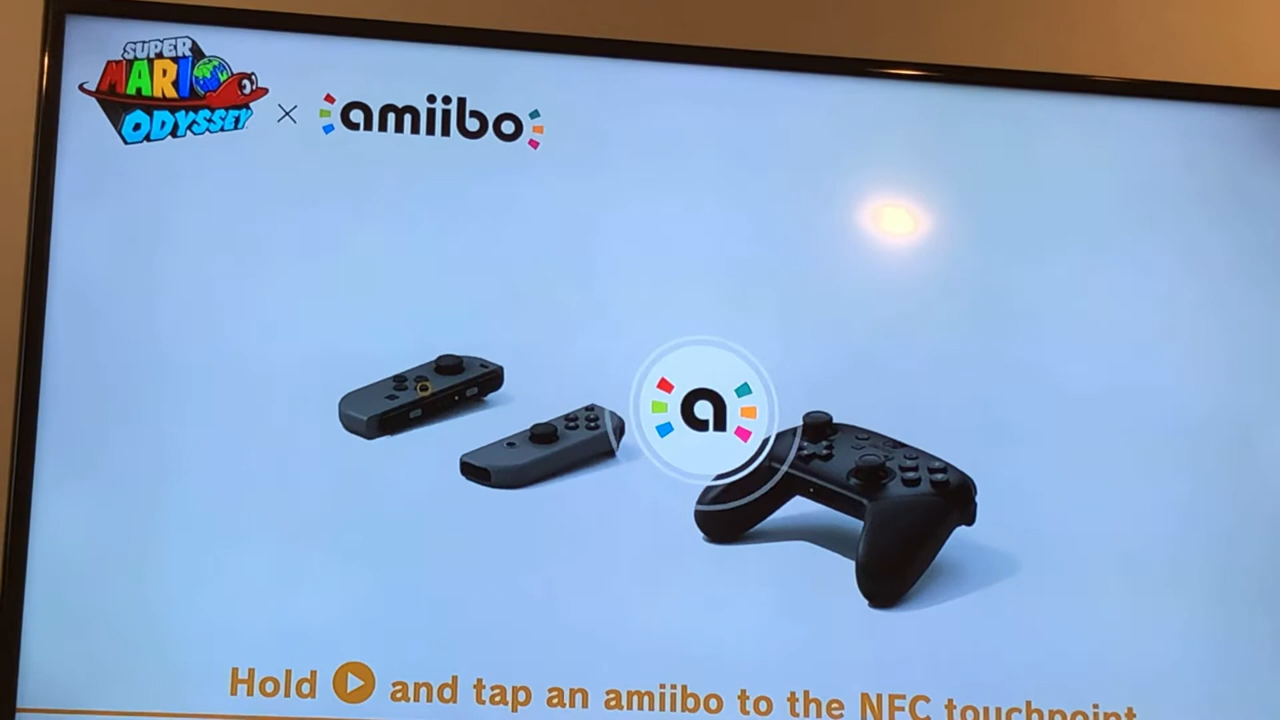 SUPER MARIO ODYSSEY × amiibo
a
Hold and tap an amiibo to the NFC touchpoint